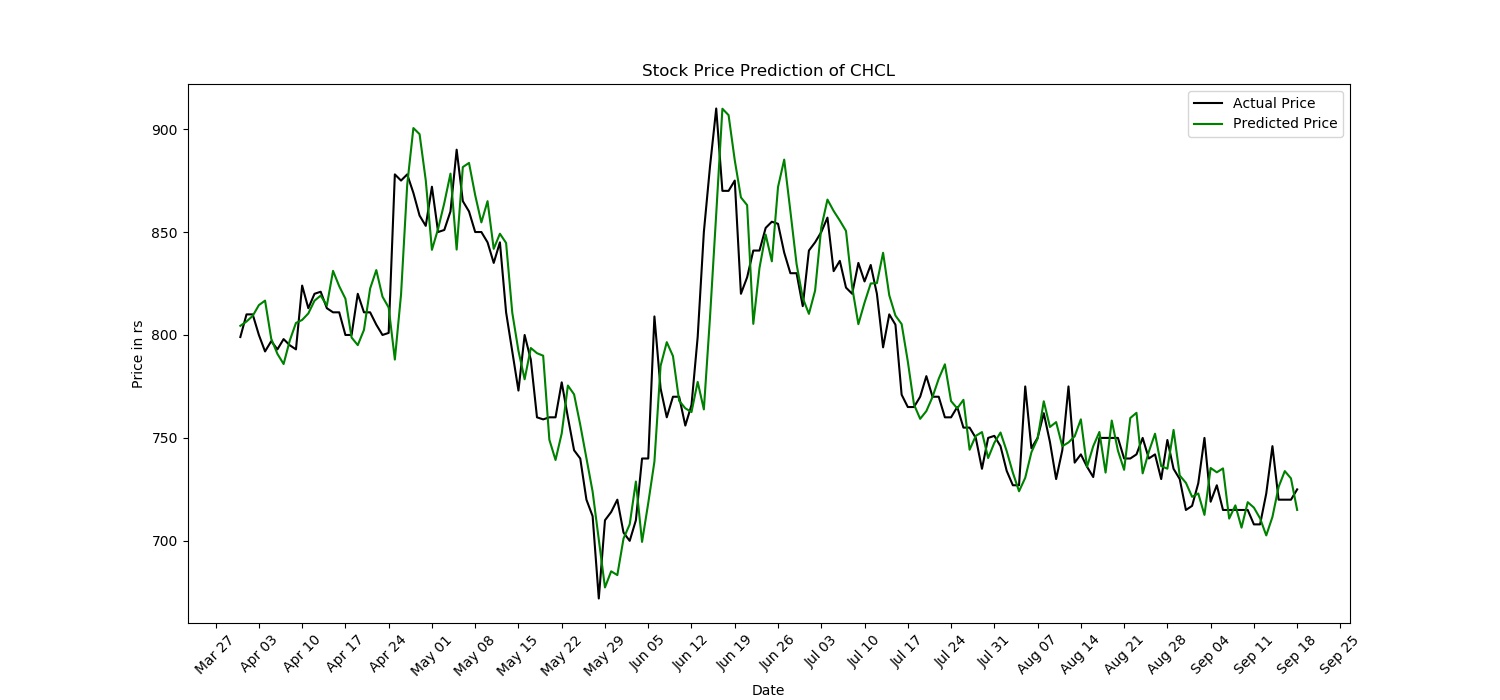 Stock Price Prediction of CHCL
Actual Price
Predicted Price
900
850
800
750
700
Price in rs
Mar 27
Apr 03
Apr 10
Apr 17
Apr 24
May 01
May 08
May 15
May 22
May 29
Jun 05
Jun 12
Jun 19
Jun 26
Jul 03
Jul 10
Jul 17
Jul 24
Jul 31
Aug 07
Aug 14
Aug 21
Aug 28
Sep 04
Sep 11
Sep 18
Sep 25
Date